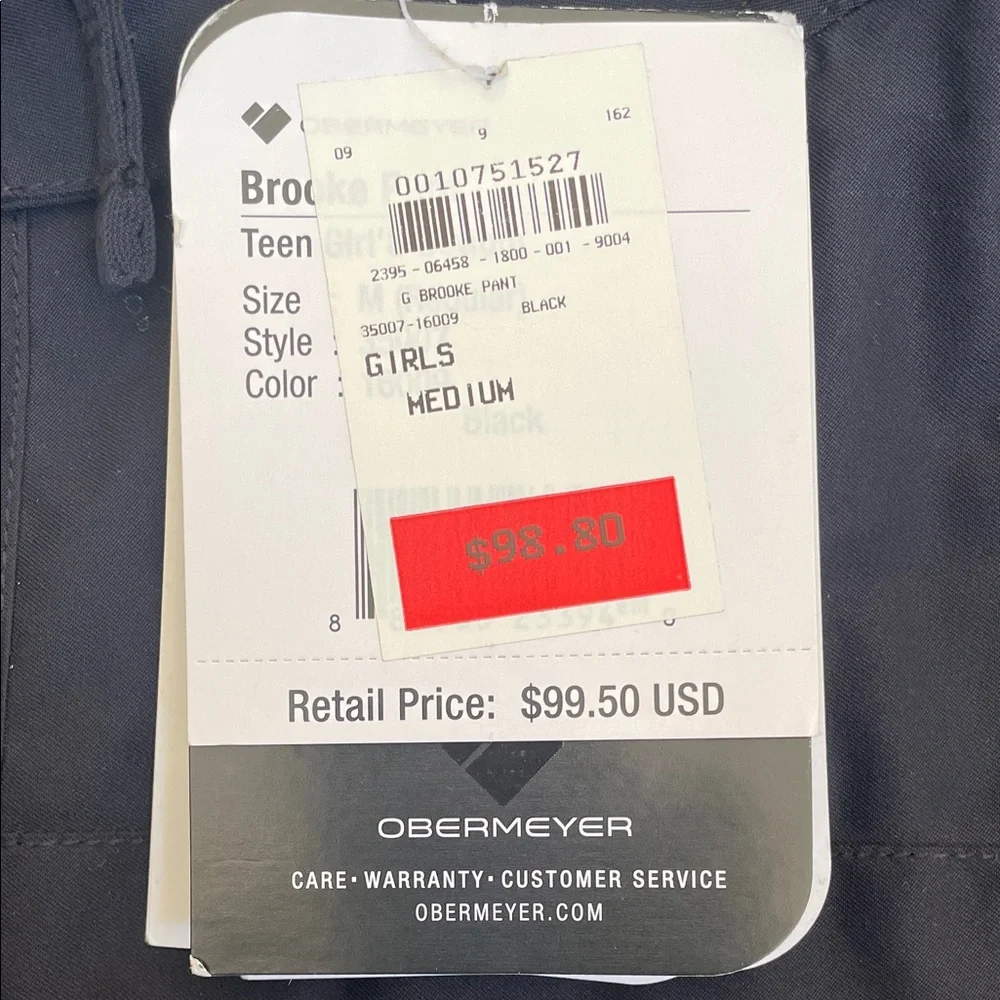 OBERMEYER
09 9 162
0010751527
2395 - 06458 - 1800 - 001 - 9004
G BROOKE PANT
35007-16009 BLACK
GIRLS
MEDIUM
$98.80
Brooke
Teen Girl's
Size : M
Style :
Color :
Black
8
Retail Price: $99.50 USD
OBERMEYER
CARE • WARRANTY • CUSTOMER SERVICE
OBERMEYER.COM